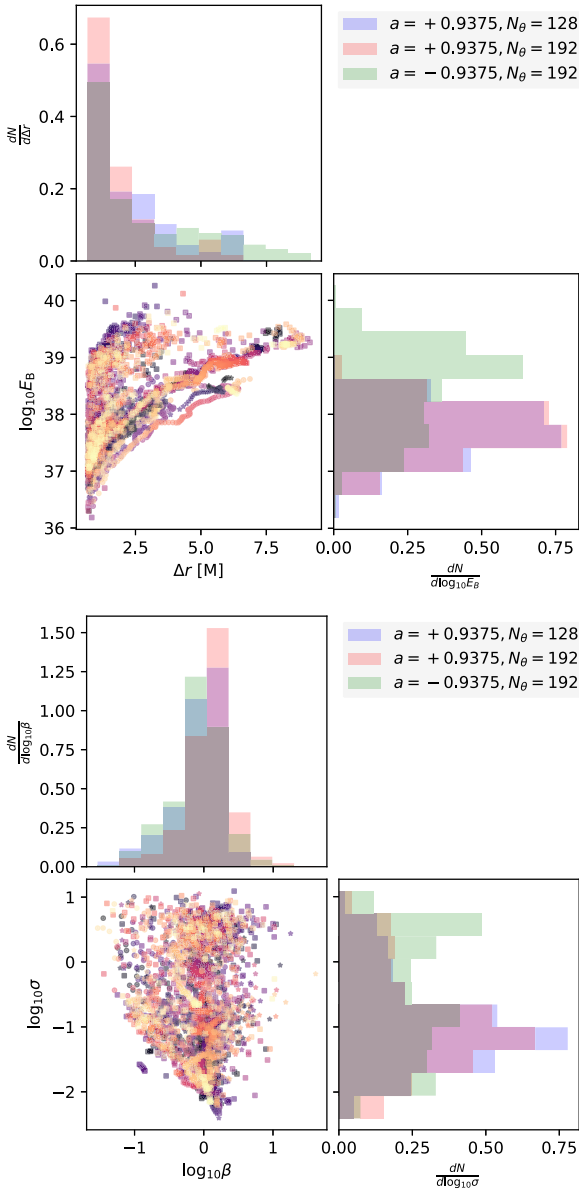 a = +0.9375, N_θ = 128
a = +0.9375, N_θ = 192
a = −0.9375, N_θ = 192
dN/dΔr
0.6
0.4
0.2
0.0
log₁₀E_B
40
39
38
37
36
2.5 5.0 7.5
Δr [M]
0.00 0.25 0.50 0.75
dN/dlog₁₀E_B
a = +0.9375, N_θ = 128
a = +0.9375, N_θ = 192
a = −0.9375, N_θ = 192
dN/dlog₁₀β
1.50
1.25
1.00
0.75
0.50
0.25
0.00
log₁₀σ
1
0
−1
−2
−1 0 1
log₁₀β
0.00 0.25 0.50 0.75
dN/dlog₁₀σ